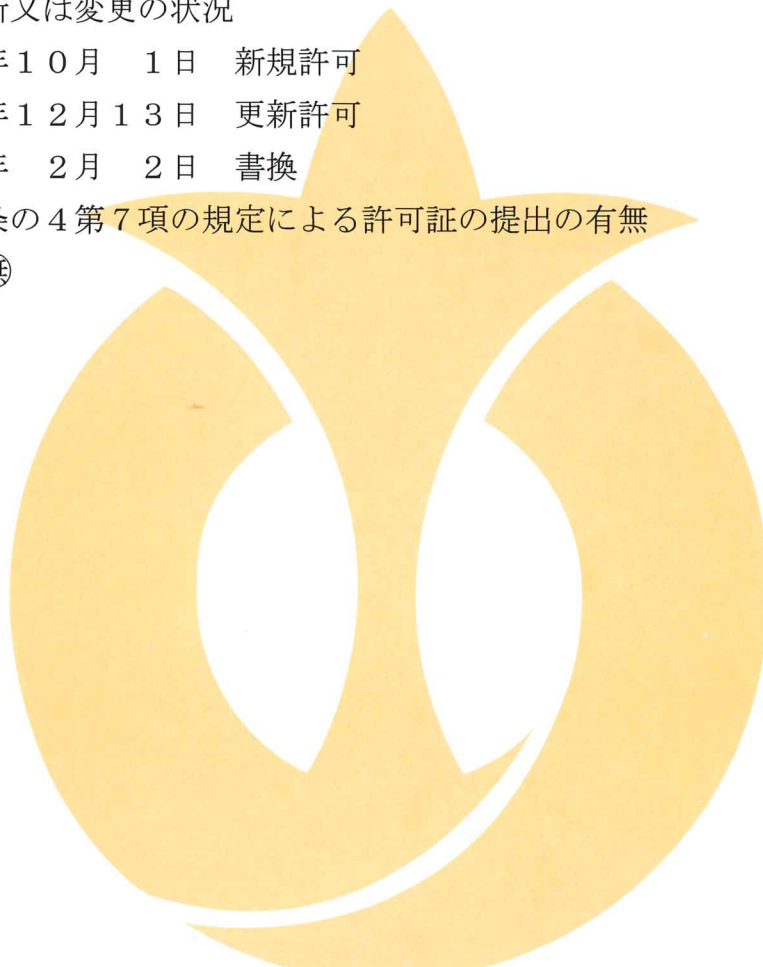 又は変更の状況
年１０月　１日　新規許可
年１２月１３日　更新許可
年　２月　２日　書換
条の４第７項の規定による許可証の提出の有無